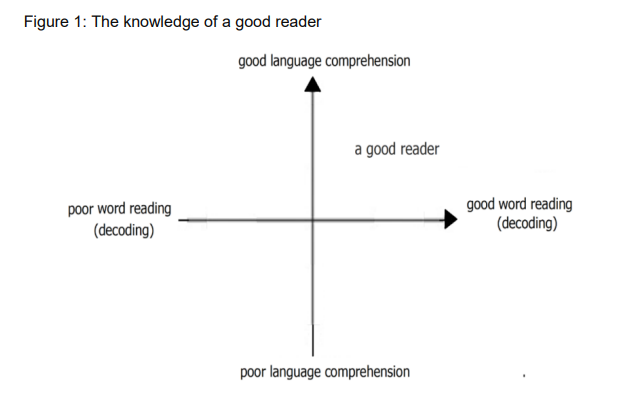 Figure 1: The knowledge of a good reader
good language comprehension
a good reader
poor word reading
(decoding)
good word reading
(decoding)
poor language comprehension